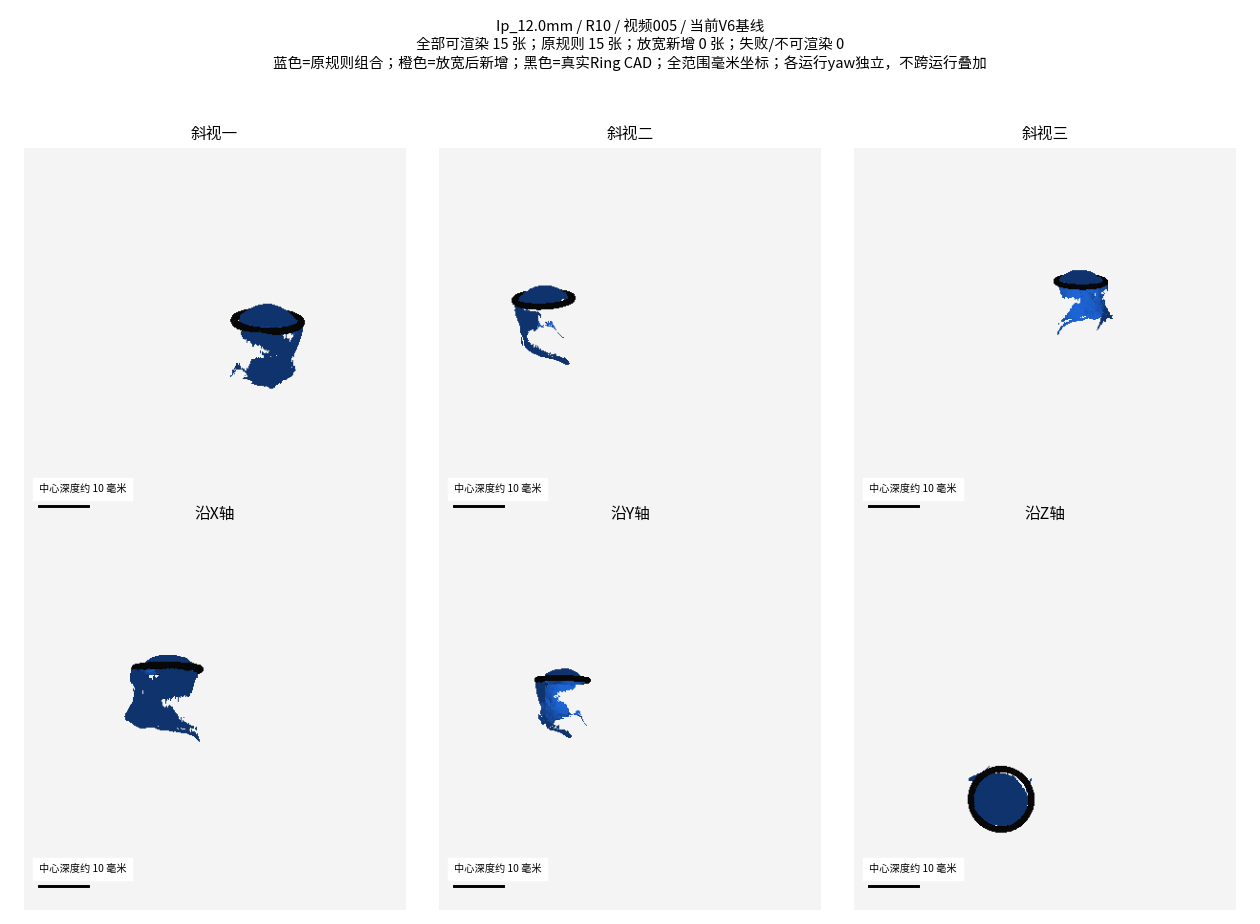 Ip_12.0mm / R10 / 视频005 / 当前V6基线
全部可渲染 15 张；原规则 15 张；放宽新增 0 张；失败/不可渲染 0
蓝色=原规则组合；橙色=放宽后新增；黑色=真实Ring CAD；全范围毫米坐标；各运行yaw独立，不跨运行叠加
斜视一
斜视二
斜视三
中心深度约 10 毫米
中心深度约 10 毫米
中心深度约 10 毫米
沿X轴
沿Y轴
沿Z轴
中心深度约 10 毫米
中心深度约 10 毫米
中心深度约 10 毫米